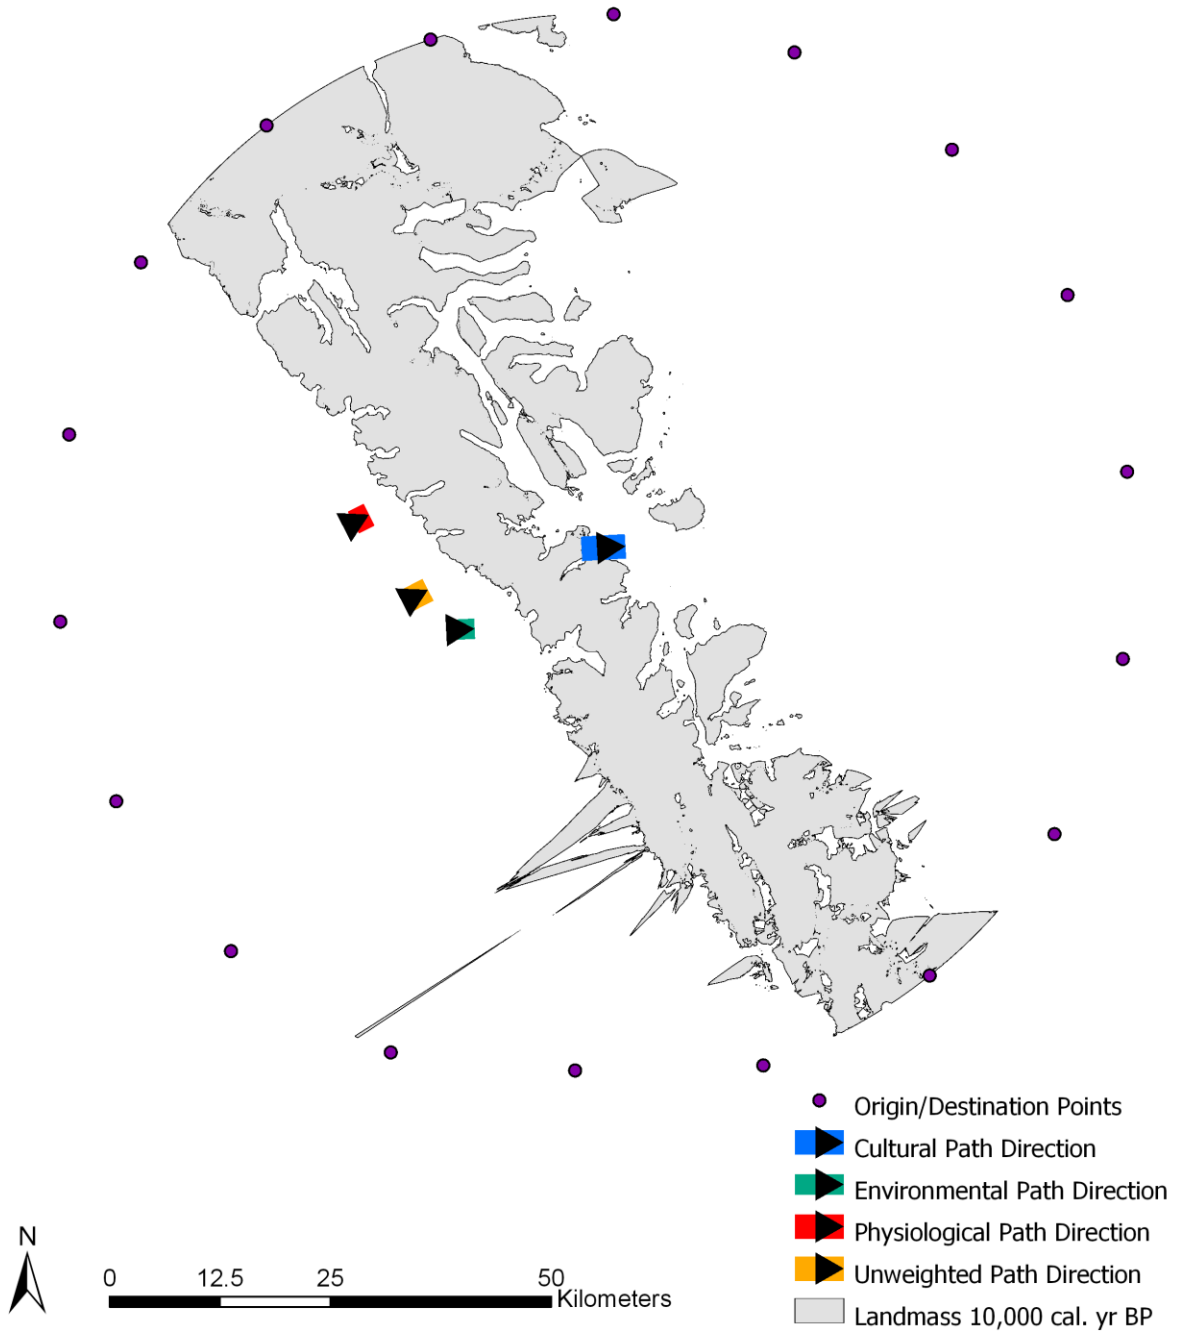 Origin/Destination Points
Cultural Path Direction
Environmental Path Direction
Physiological Path Direction
Unweighted Path Direction
Landmass 10,000 cal. yr BP
N
0 12.5 25 50
Kilometers